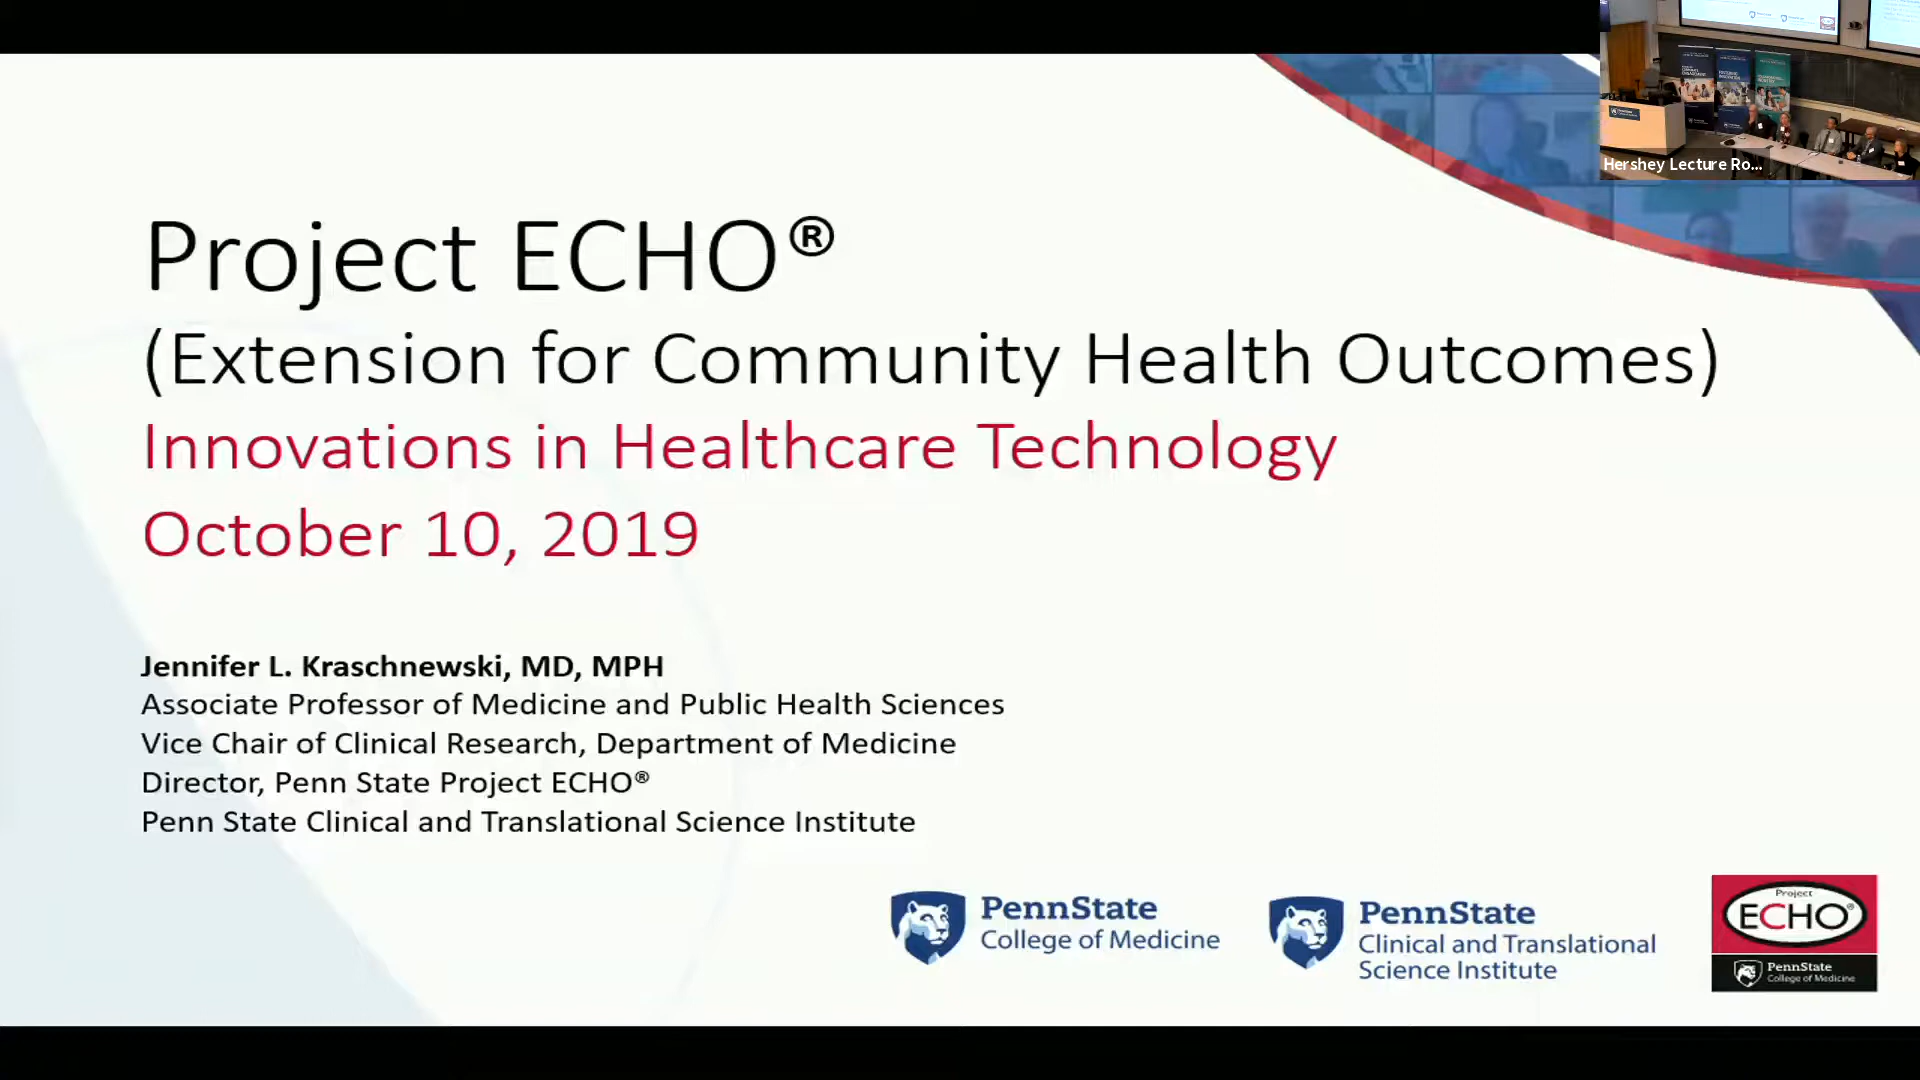 Hershey Lecture Ro...
Project ECHO®
(Extension for Community Health Outcomes)
Innovations in Healthcare Technology
October 10, 2019
Jennifer L. Kraschnewski, MD, MPH
Associate Professor of Medicine and Public Health Sciences
Vice Chair of Clinical Research, Department of Medicine
Director, Penn State Project ECHO®
Penn State Clinical and Translational Science Institute
PennState
College of Medicine
PennState
Clinical and Translational
Science Institute
Project
ECHO®
PennState
College of Medicine